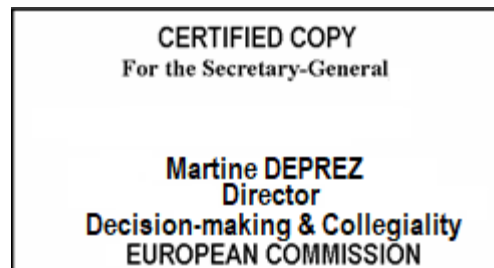 CERTIFIED COPY
For the Secretary-General
Martine DEPREZ
Director
Decision-making & Collegiality
EUROPEAN COMMISSION